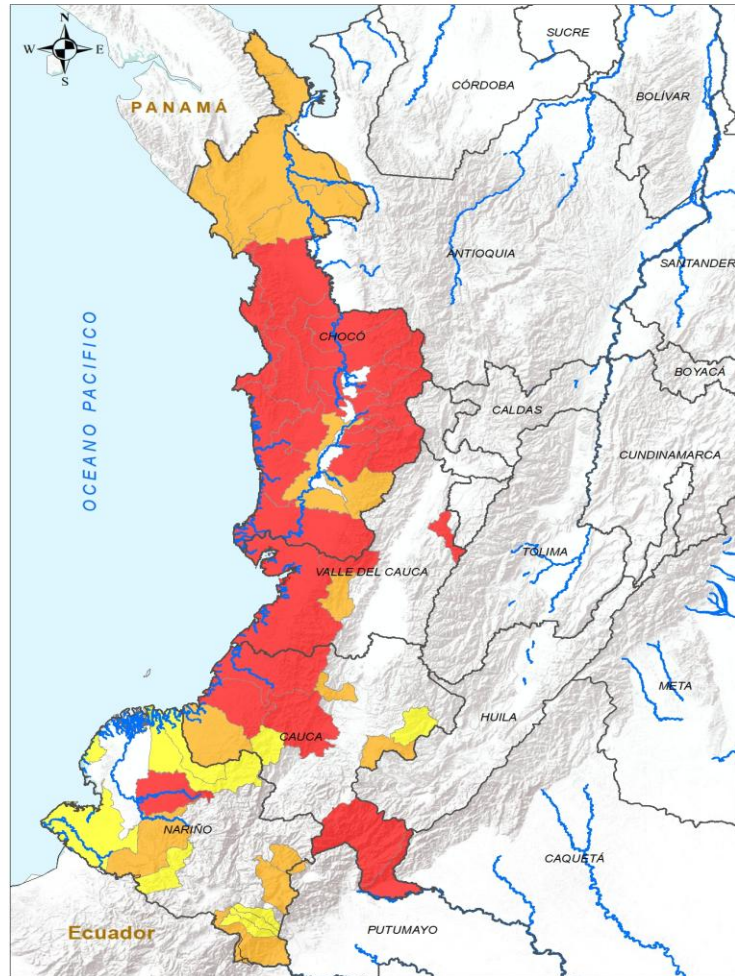 N
W E
S
SUCRE
CÓRDOBA
PANAMÁ
BOLÍVAR
ANTIOQUIA
SANTANDER
CHOCÓ
BOYACÁ
CALDAS
OCEANO PACIFICO
CUNDINAMARCA
TOLIMA
VALLE DEL CAUCA
META
HUILA
CAUCA
NARIÑO
CAQUETÁ
Ecuador
PUTUMAYO